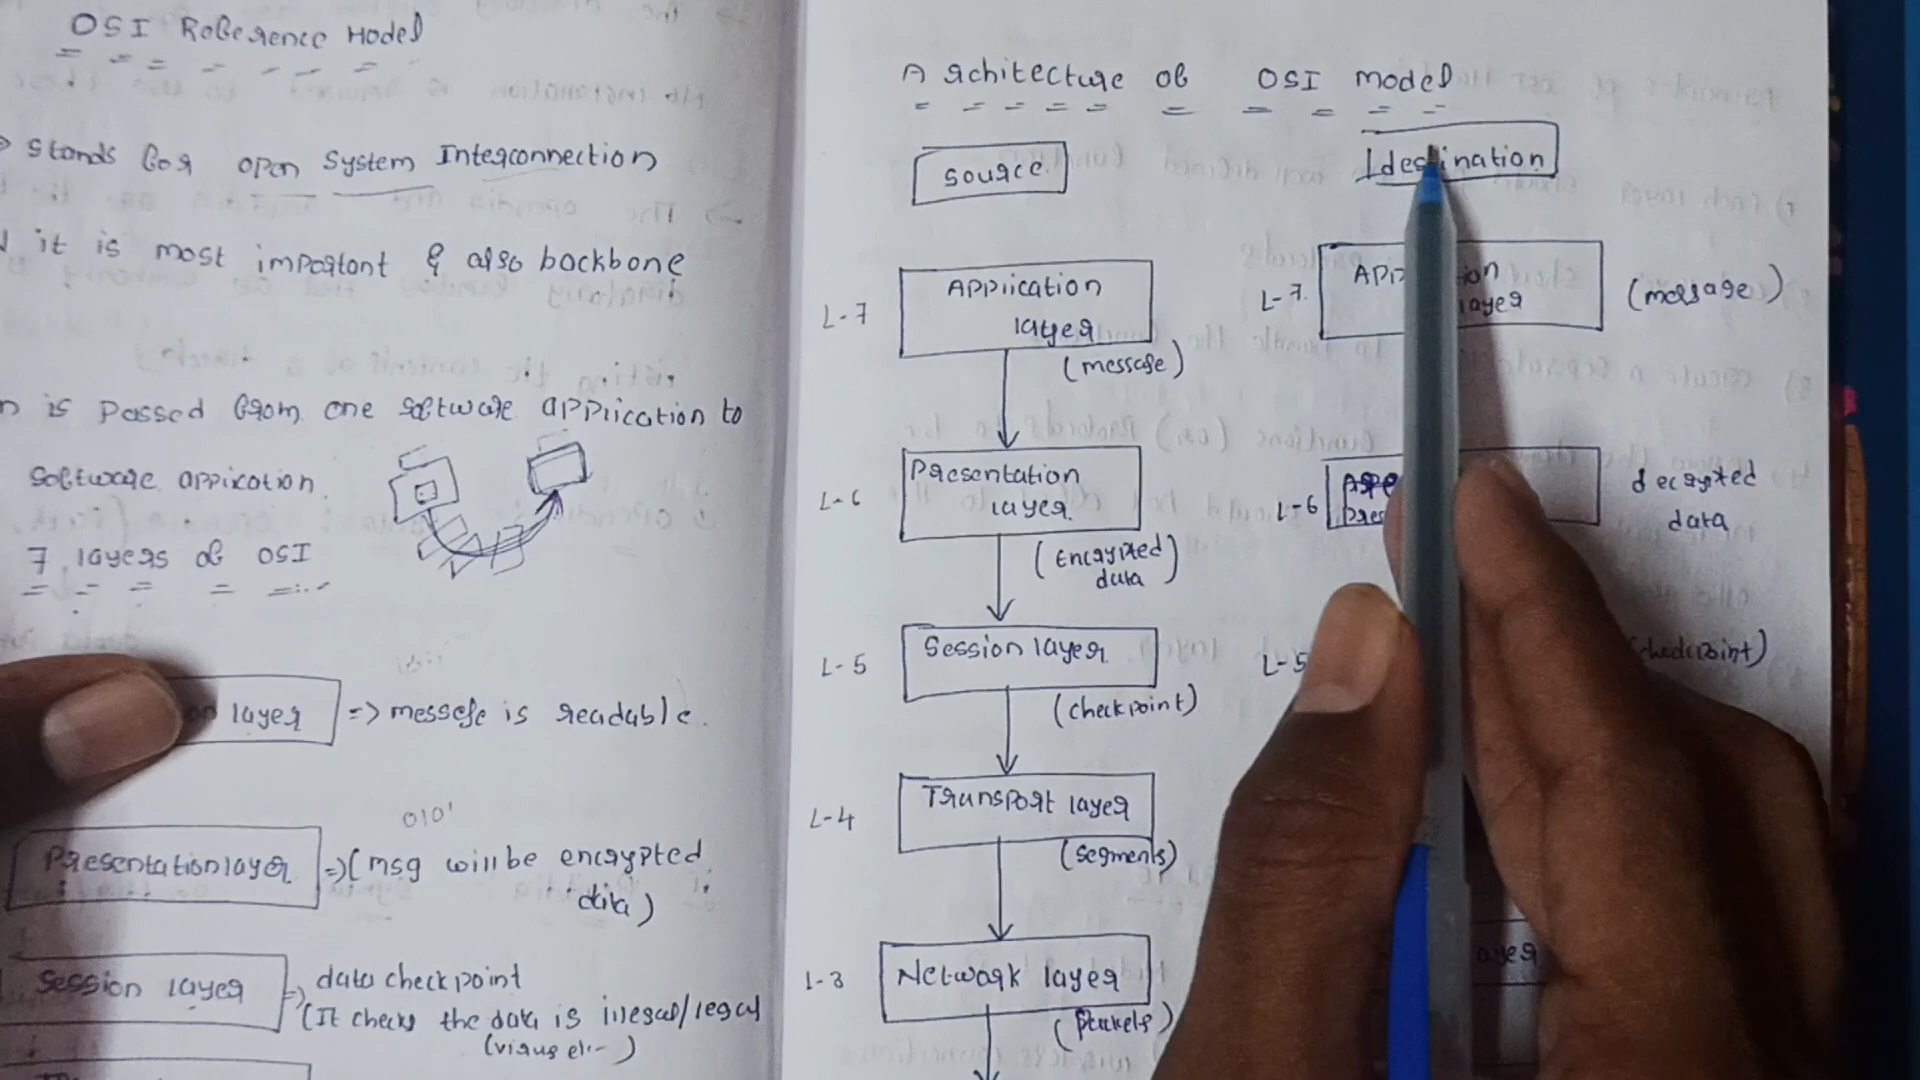 OSI Reference Model
stands for open system Interconnection
it is most important & also backbone
is passed from one software application to
software appication
7 layers of OSI
layer => messefe is readable.
010'
Presentation layer => (msg will be encrypted
data)
Session layer => data checkpoint
(It checks the data is illegal/legal
(virus etc-)
Architecture of OSI model
source
destination
L-7
Application
layer
(message)
L-6
Presentation
layer
(Encrypted
data)
L-5
Session layer
(checkpoint)
L-4
Transport layer
(segments)
L-3
Network layer
(Packets)
L-7.
layer
(message)
L-6
decrypted
data
L-5